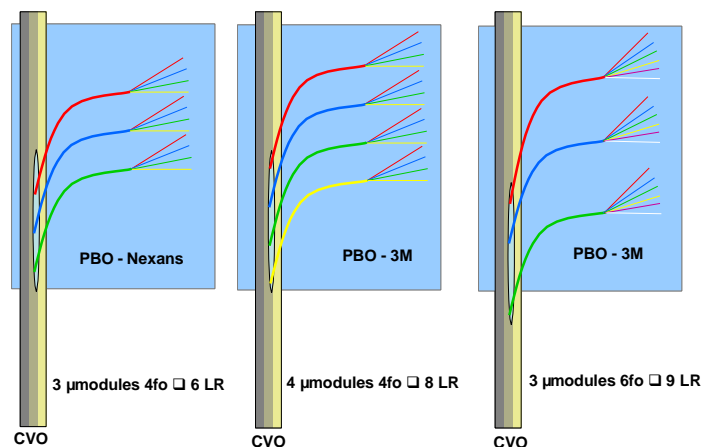 PBO - Nexans
PBO - 3M
PBO - 3M
3 µmodules 4fo ❑ 6 LR
4 µmodules 4fo ❑ 8 LR
3 µmodules 6fo ❑ 9 LR
CVO
CVO
CVO